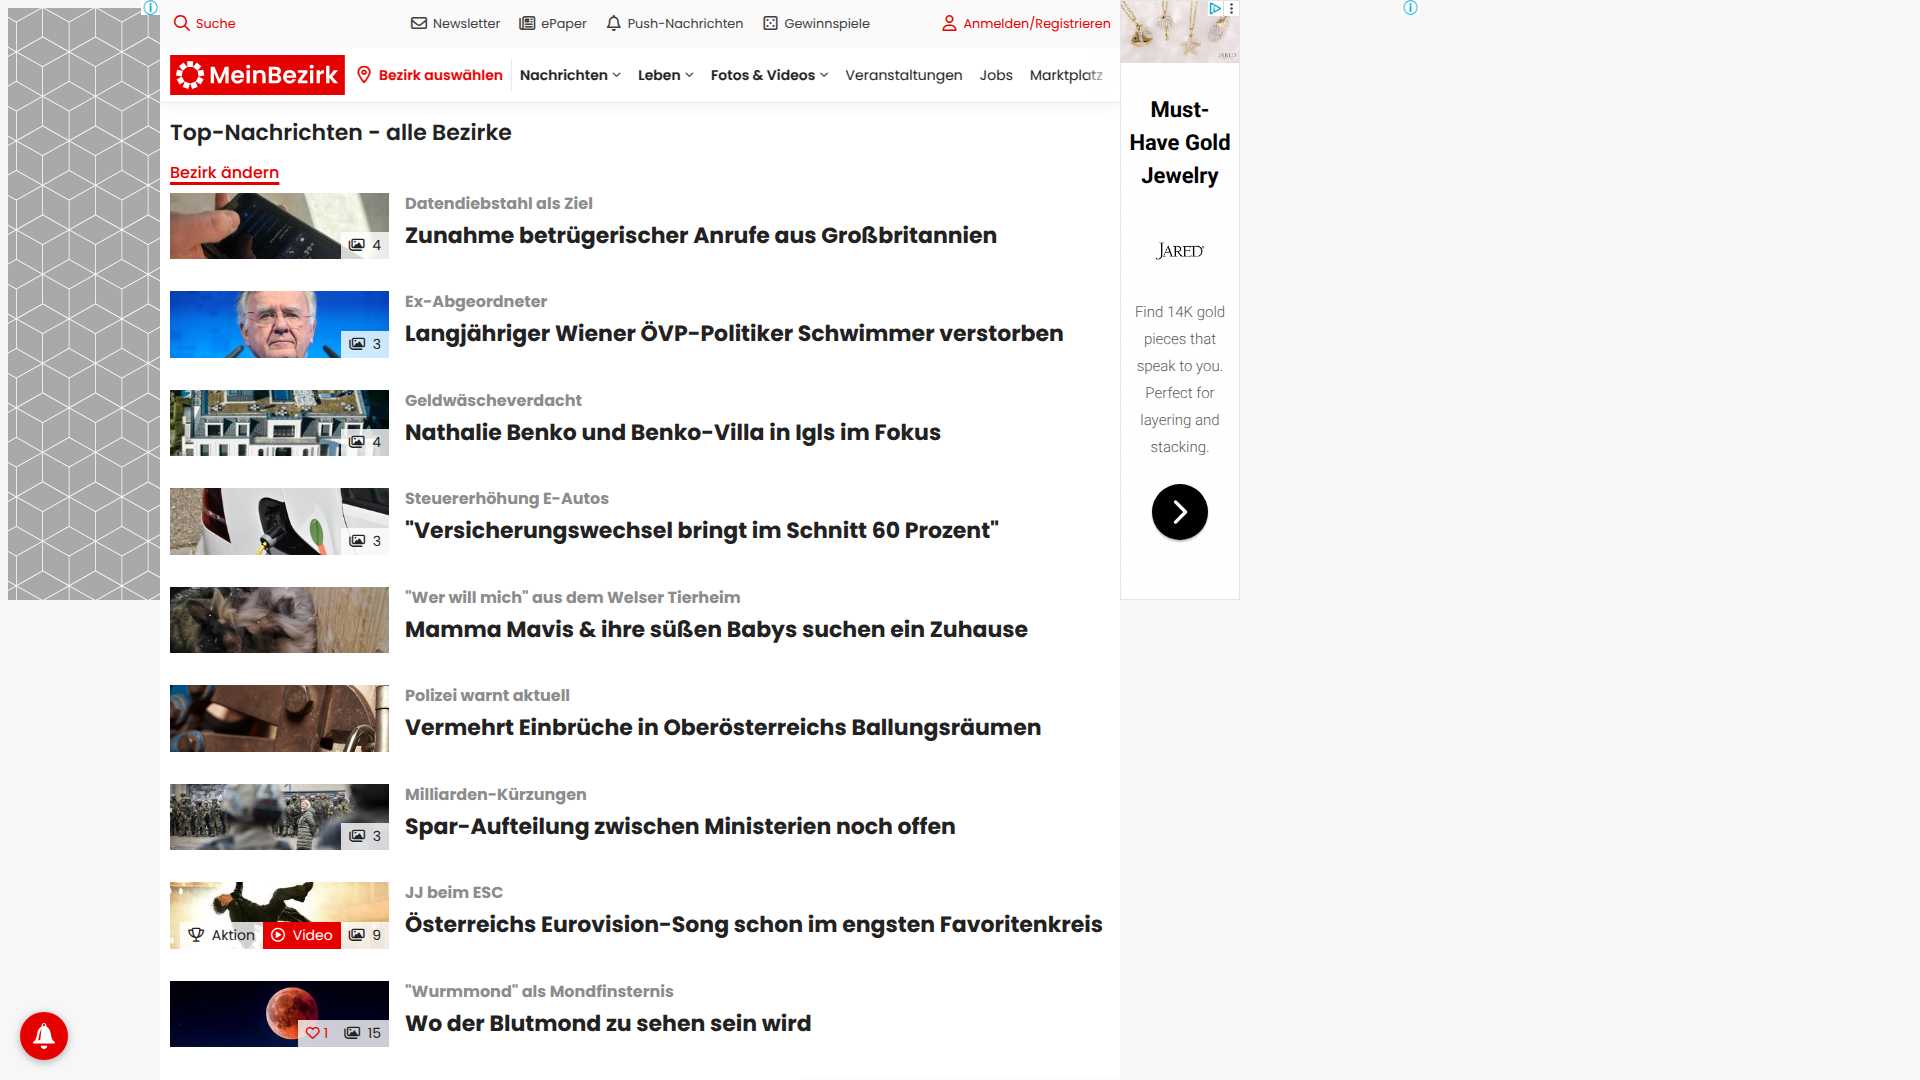 Suche
Newsletter
ePaper
Push-Nachrichten
Gewinnspiele
Anmelden/Registrieren
MeinBezirk
Bezirk auswählen
Nachrichten
Leben
Fotos & Videos
Veranstaltungen
Jobs
Marktplatz
Top-Nachrichten - alle Bezirke
Bezirk ändern
4
Datendiebstahl als Ziel
Zunahme betrügerischer Anrufe aus Großbritannien
3
Ex-Abgeordneter
Langjähriger Wiener ÖVP-Politiker Schwimmer verstorben
4
Geldwäscheverdacht
Nathalie Benko und Benko-Villa in Igls im Fokus
3
Steuererhöhung E-Autos
"Versicherungswechsel bringt im Schnitt 60 Prozent"
"Wer will mich" aus dem Welser Tierheim
Mamma Mavis & ihre süßen Babys suchen ein Zuhause
Polizei warnt aktuell
Vermehrt Einbrüche in Oberösterreichs Ballungsräumen
3
Milliarden-Kürzungen
Spar-Aufteilung zwischen Ministerien noch offen
Aktion
Video
9
JJ beim ESC
Österreichs Eurovision-Song schon im engsten Favoritenkreis
1
15
"Wurmmond" als Mondfinsternis
Wo der Blutmond zu sehen sein wird
JARED
Must-
Have Gold
Jewelry
JARED
Find 14K gold
pieces that
speak to you.
Perfect for
layering and
stacking.